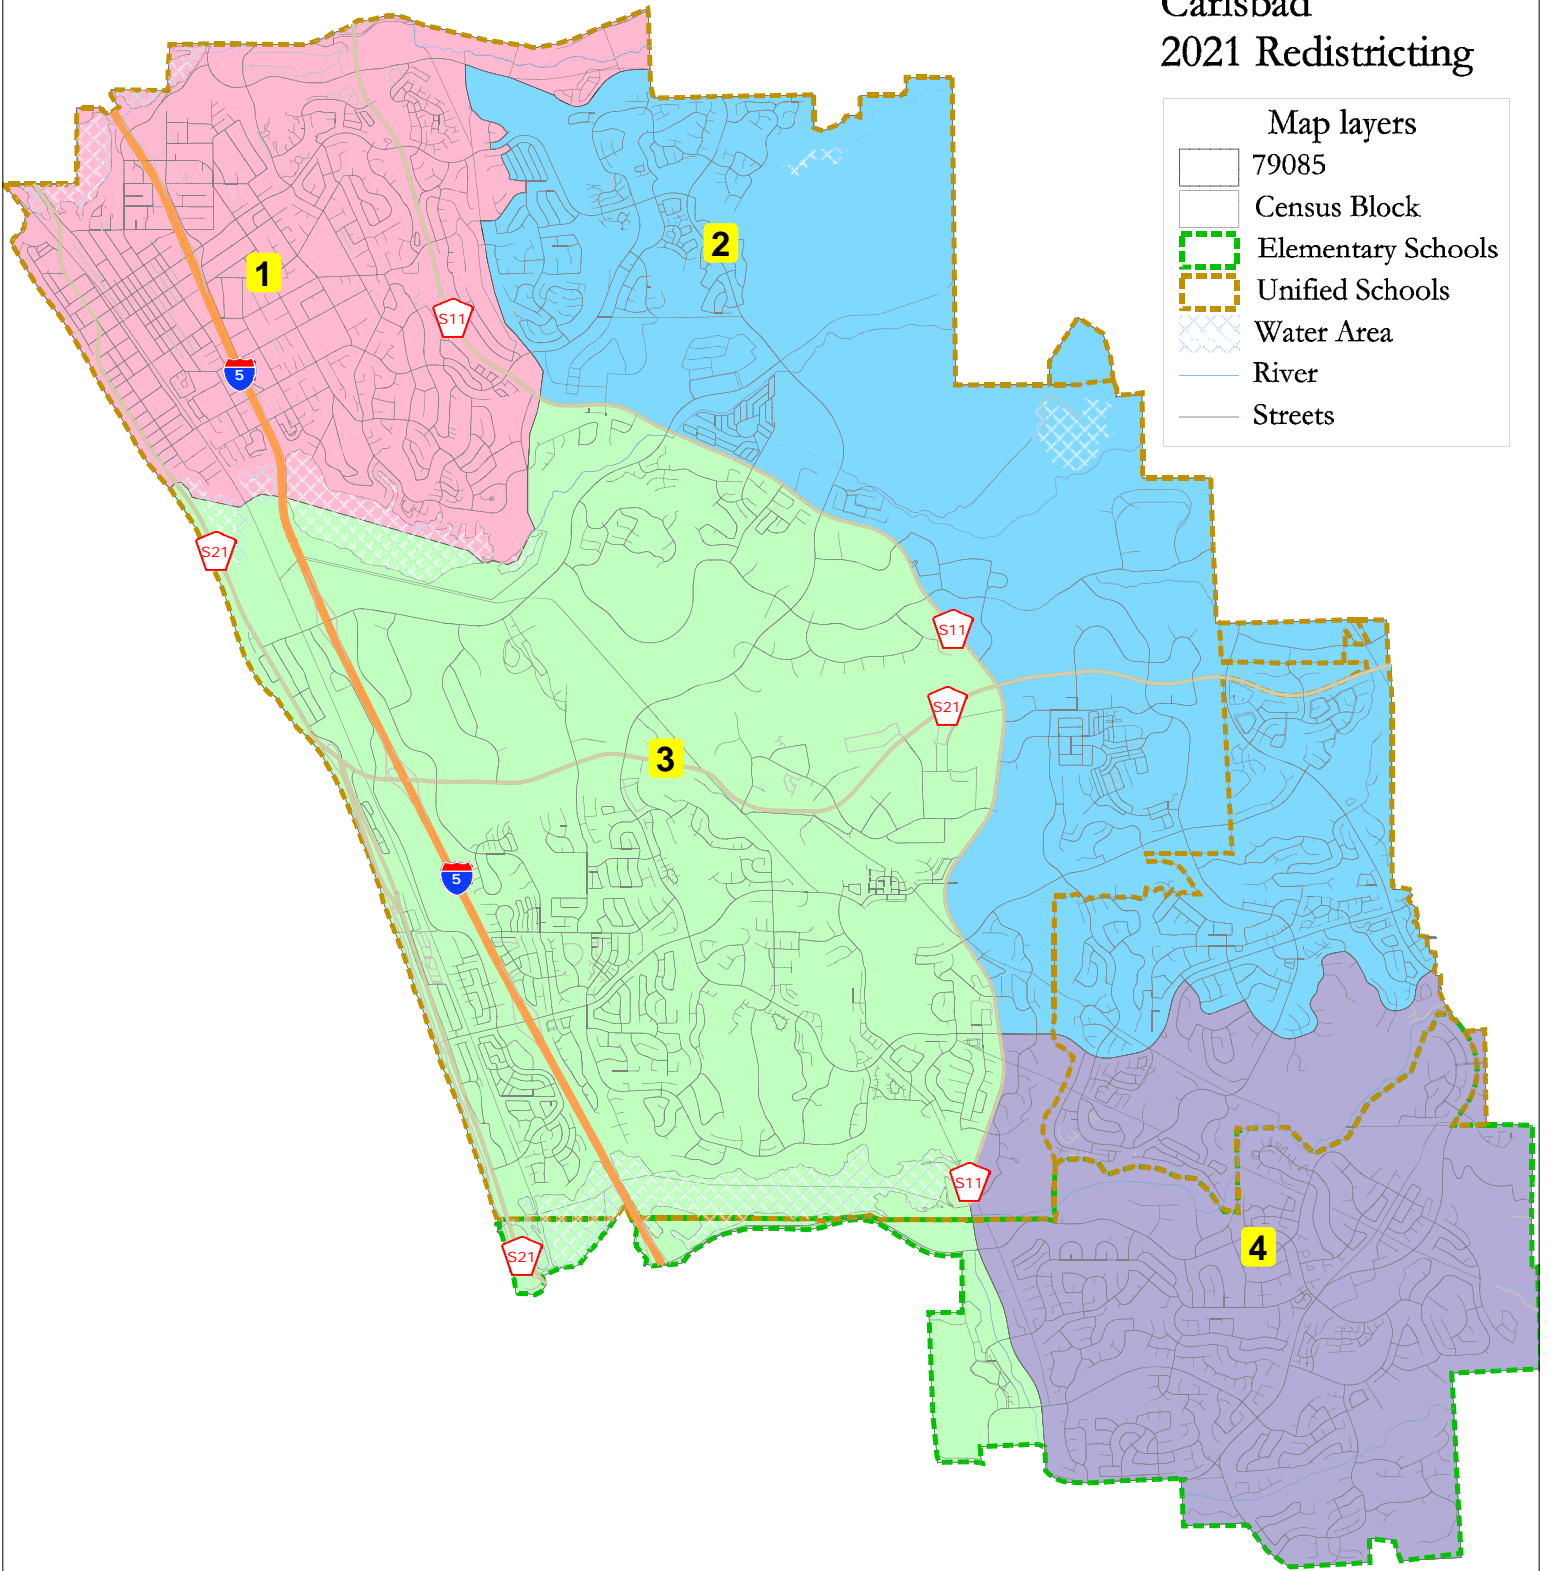 Carlsbad
2021 Redistricting
Map layers
79085
Census Block
Elementary Schools
Unified Schools
Water Area
River
Streets
2
1
S11
5
S21
S11
S21
3
5
S11
4
S21